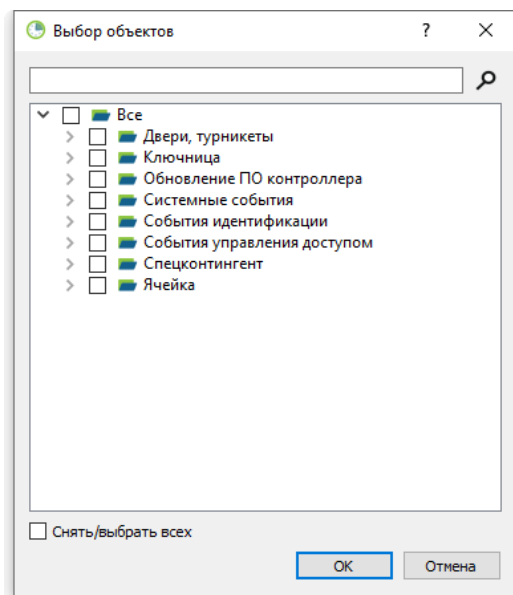 Выбор объектов ?
Все
Двери, турникеты
Ключница
Обновление ПО контроллера
Системные события
События идентификации
События управления доступом
Спецконтингент
Ячейка
Снять/выбрать всех
OK Отмена